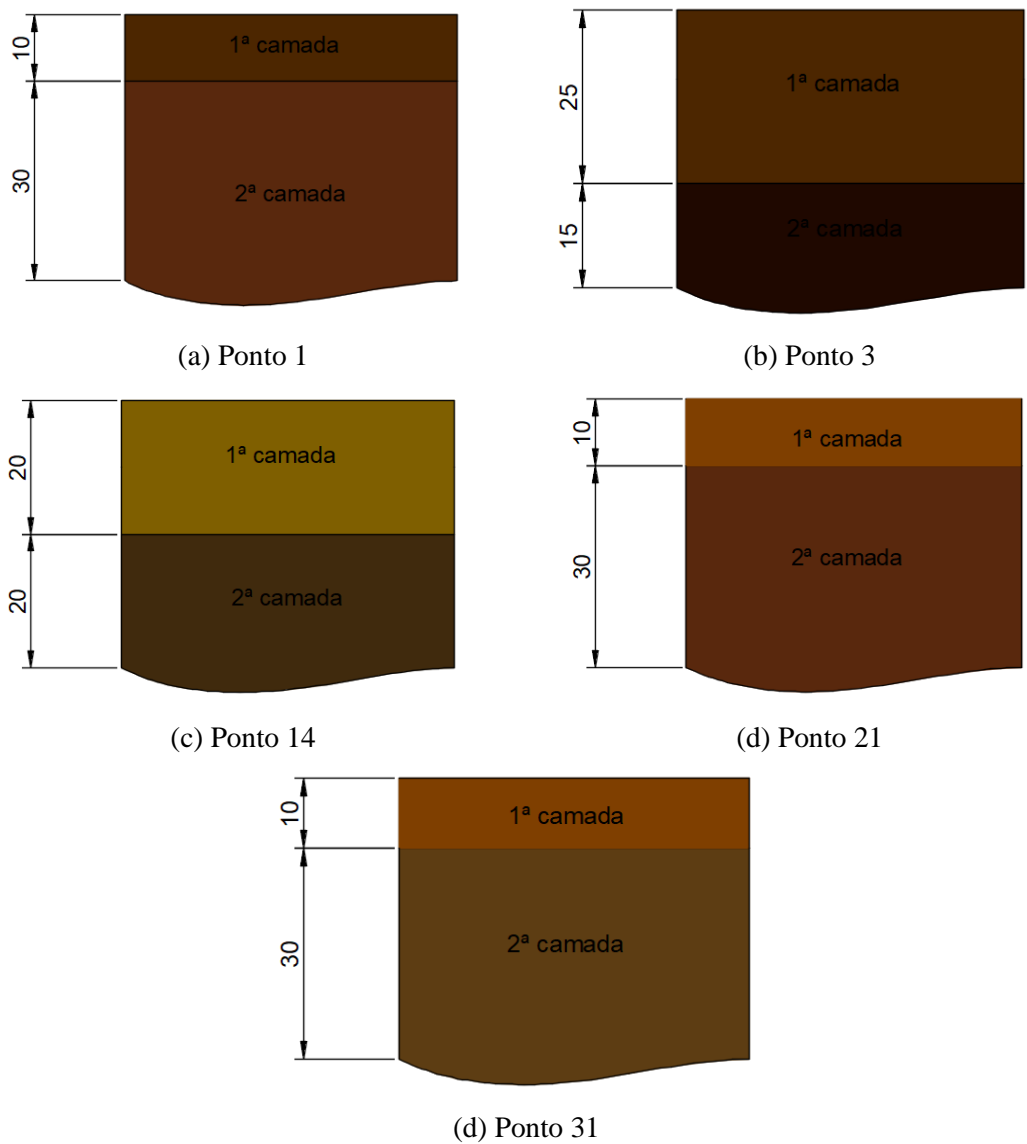 10
1ª camada
30
2ª camada
(a) Ponto 1
25
1ª camada
15
2ª camada
(b) Ponto 3
20
1ª camada
20
2ª camada
(c) Ponto 14
10
1ª camada
30
2ª camada
(d) Ponto 21
10
1ª camada
30
2ª camada
(d) Ponto 31